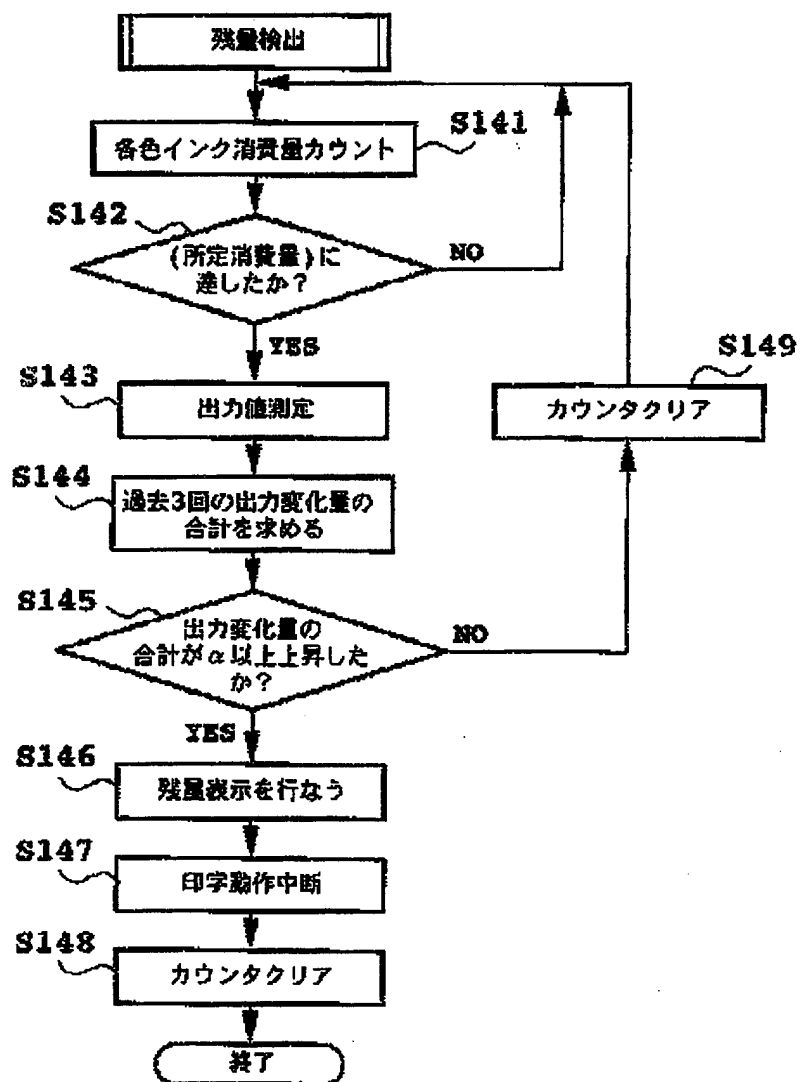 残量検出
S141
各色インク消費量カウント
S142
(所定消費量)に
達したか?
NO
YES
S143
出力値測定
S149
カウンタクリア
S144
過去3回の出力変化量の
合計を求める
S145
出力変化量の
合計がα以上上昇した
か?
NO
YES
S146
残量表示を行なう
S147
印字動作中断
S148
カウンタクリア
終了